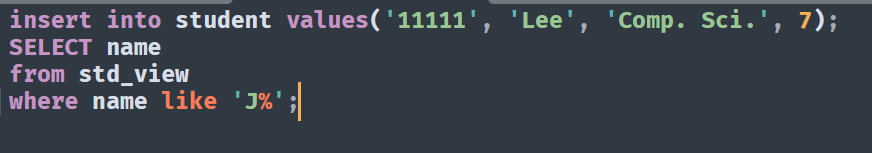 insert into student values('11111', 'Lee', 'Comp. Sci.', 7);
SELECT name
from std_view
where name like 'J%';